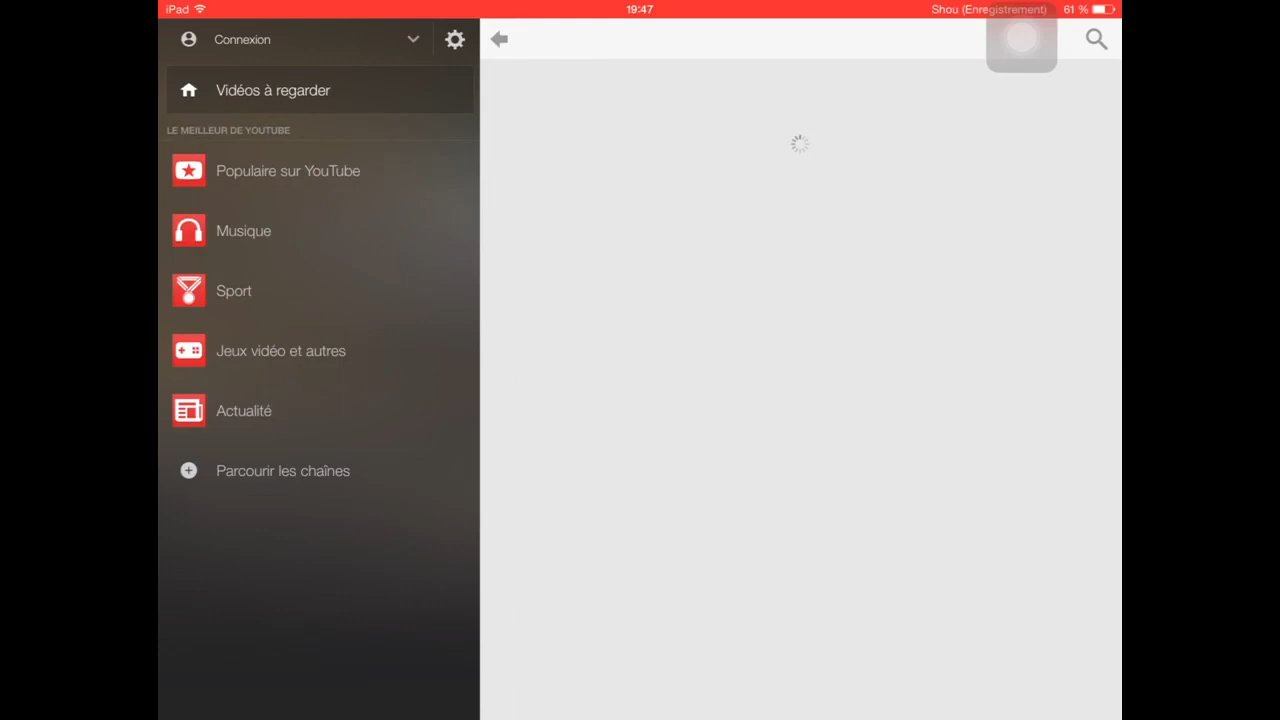 iPad 19:47 Shou (Enregistrement) 61 %
Connexion
Vidéos à regarder
LE MEILLEUR DE YOUTUBE
Populaire sur YouTube
Musique
Sport
Jeux vidéo et autres
Actualité
Parcourir les chaînes